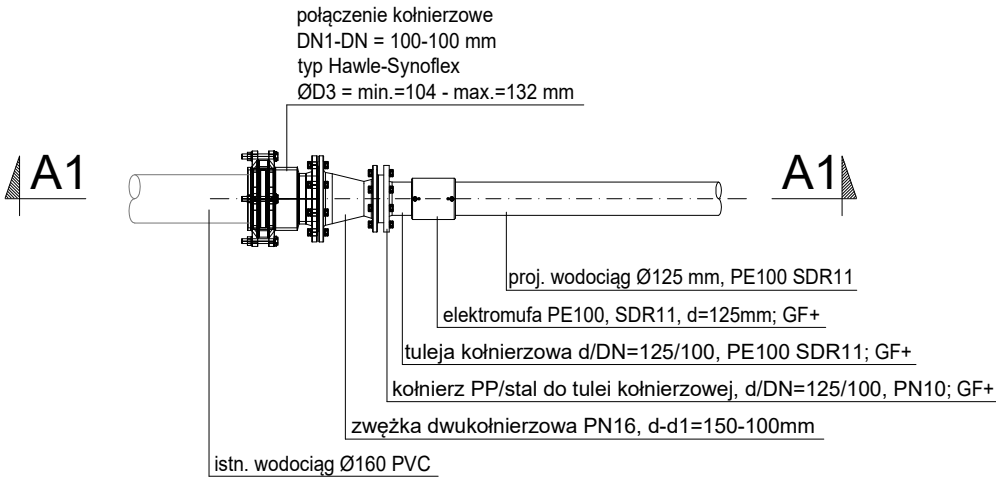 połączenie kołnierzowe
DN1-DN = 100-100 mm
typ Hawle-Synoflex
ØD3 = min.=104 - max.=132 mm
A1
A1
proj. wodociąg Ø125 mm, PE100 SDR11
elektromufa PE100, SDR11, d=125mm; GF+
tuleja kołnierzowa d/DN=125/100, PE100 SDR11; GF+
kołnierz PP/stal do tulei kołnierzowej, d/DN=125/100, PN10; GF+
zwężka dwukołnierzowa PN16, d-d1=150-100mm
istn. wodociąg Ø160 PVC